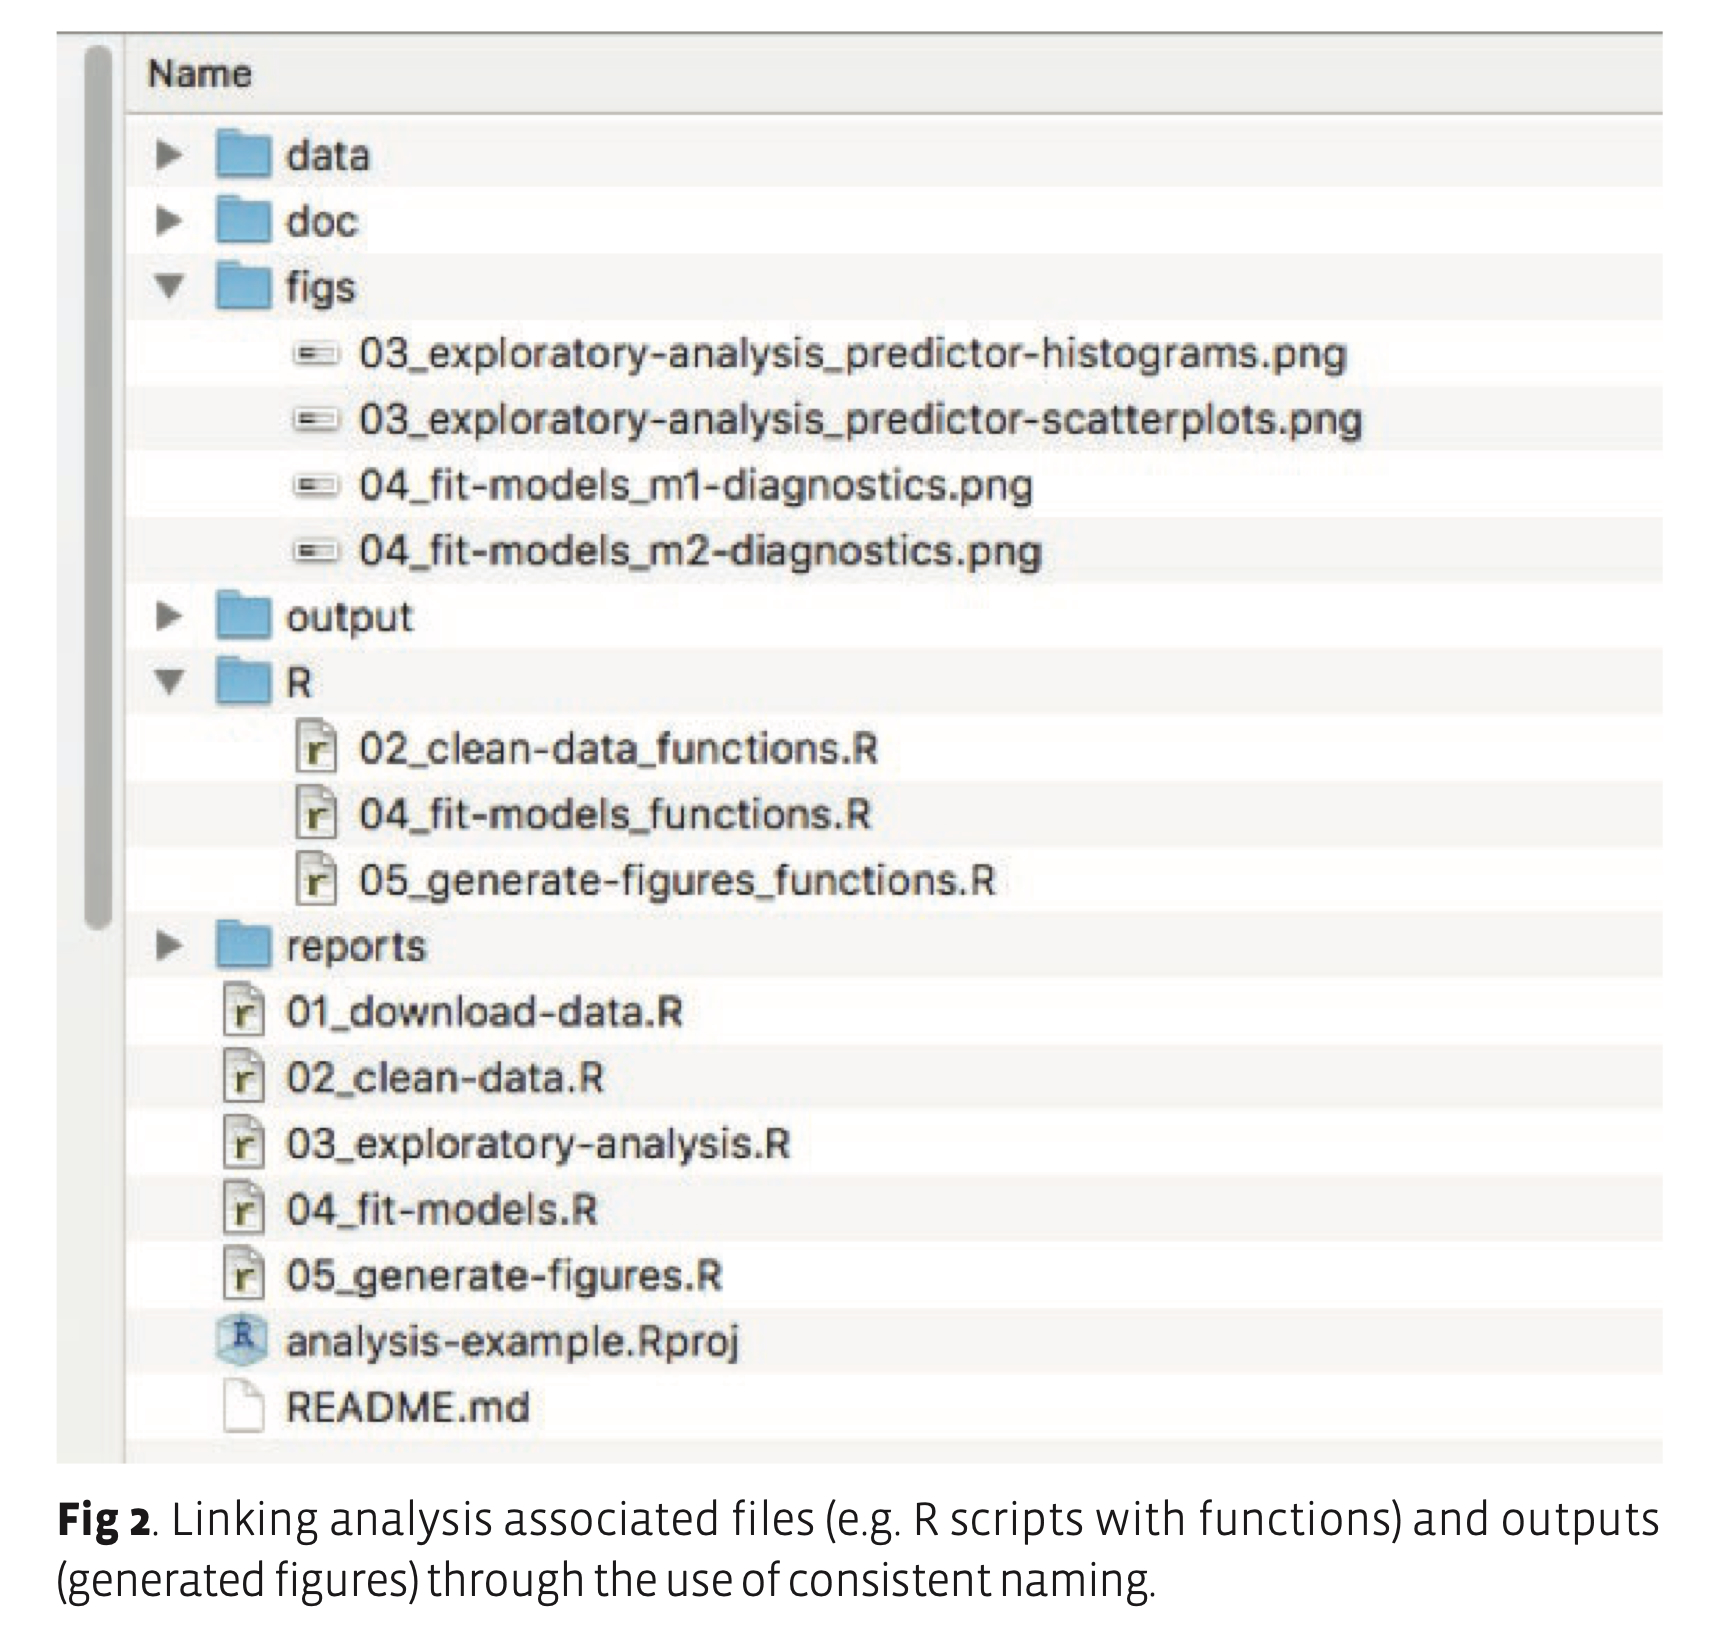 Name
data
doc
figs
03_exploratory-analysis_predictor-histograms.png
03_exploratory-analysis_predictor-scatterplots.png
04_fit-models_m1-diagnostics.png
04_fit-models_m2-diagnostics.png
output
R
02_clean-data_functions.R
04_fit-models_functions.R
05_generate-figures_functions.R
reports
01_download-data.R
02_clean-data.R
03_exploratory-analysis.R
04_fit-models.R
05_generate-figures.R
analysis-example.Rproj
README.md
Fig 2. Linking analysis associated files (e.g. R scripts with functions) and outputs
(generated figures) through the use of consistent naming.